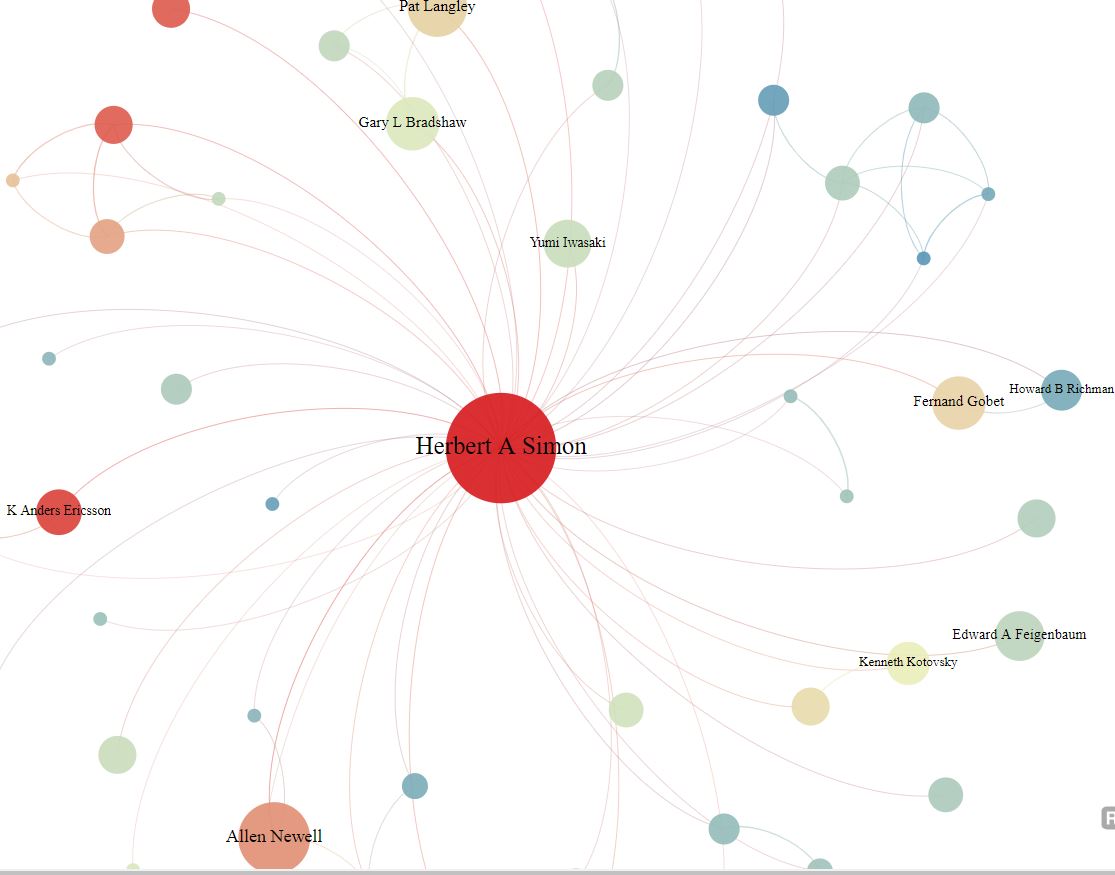 Pat Langley
Gary L Bradshaw
Yumi Iwasaki
Howard B Richman
Fernand Gobet
Herbert A Simon
K Anders Ericsson
Edward A Feigenbaum
Kenneth Kotovsky
Allen Newell